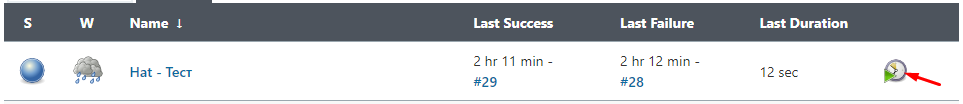 S W Name ↓ Last Success Last Failure Last Duration
Hat - Тест 2 hr 11 min - #29 2 hr 12 min - #28 12 sec